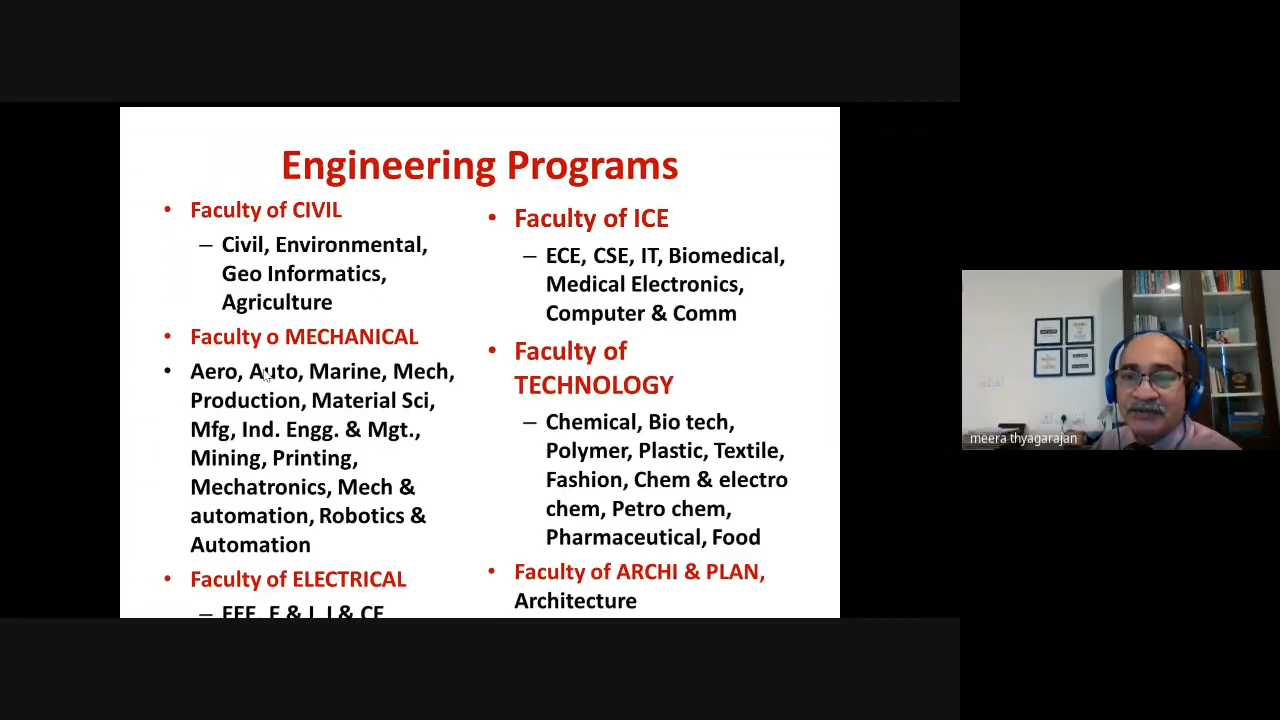 Engineering Programs
• Faculty of CIVIL
– Civil, Environmental,
Geo Informatics,
Agriculture
• Faculty o MECHANICAL
• Aero, Auto, Marine, Mech,
Production, Material Sci,
Mfg, Ind. Engg. & Mgt.,
Mining, Printing,
Mechatronics, Mech &
automation, Robotics &
Automation
• Faculty of ELECTRICAL
– EEE, E & I, I & CE
• Faculty of ICE
– ECE, CSE, IT, Biomedical,
Medical Electronics,
Computer & Comm
• Faculty of
TECHNOLOGY
– Chemical, Bio tech,
Polymer, Plastic, Textile,
Fashion, Chem & electro
chem, Petro chem,
Pharmaceutical, Food
• Faculty of ARCHI & PLAN,
Architecture
meera thyagarajan